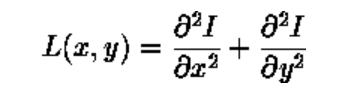 L(x, y) = ∂²I/∂x² + ∂²I/∂y²